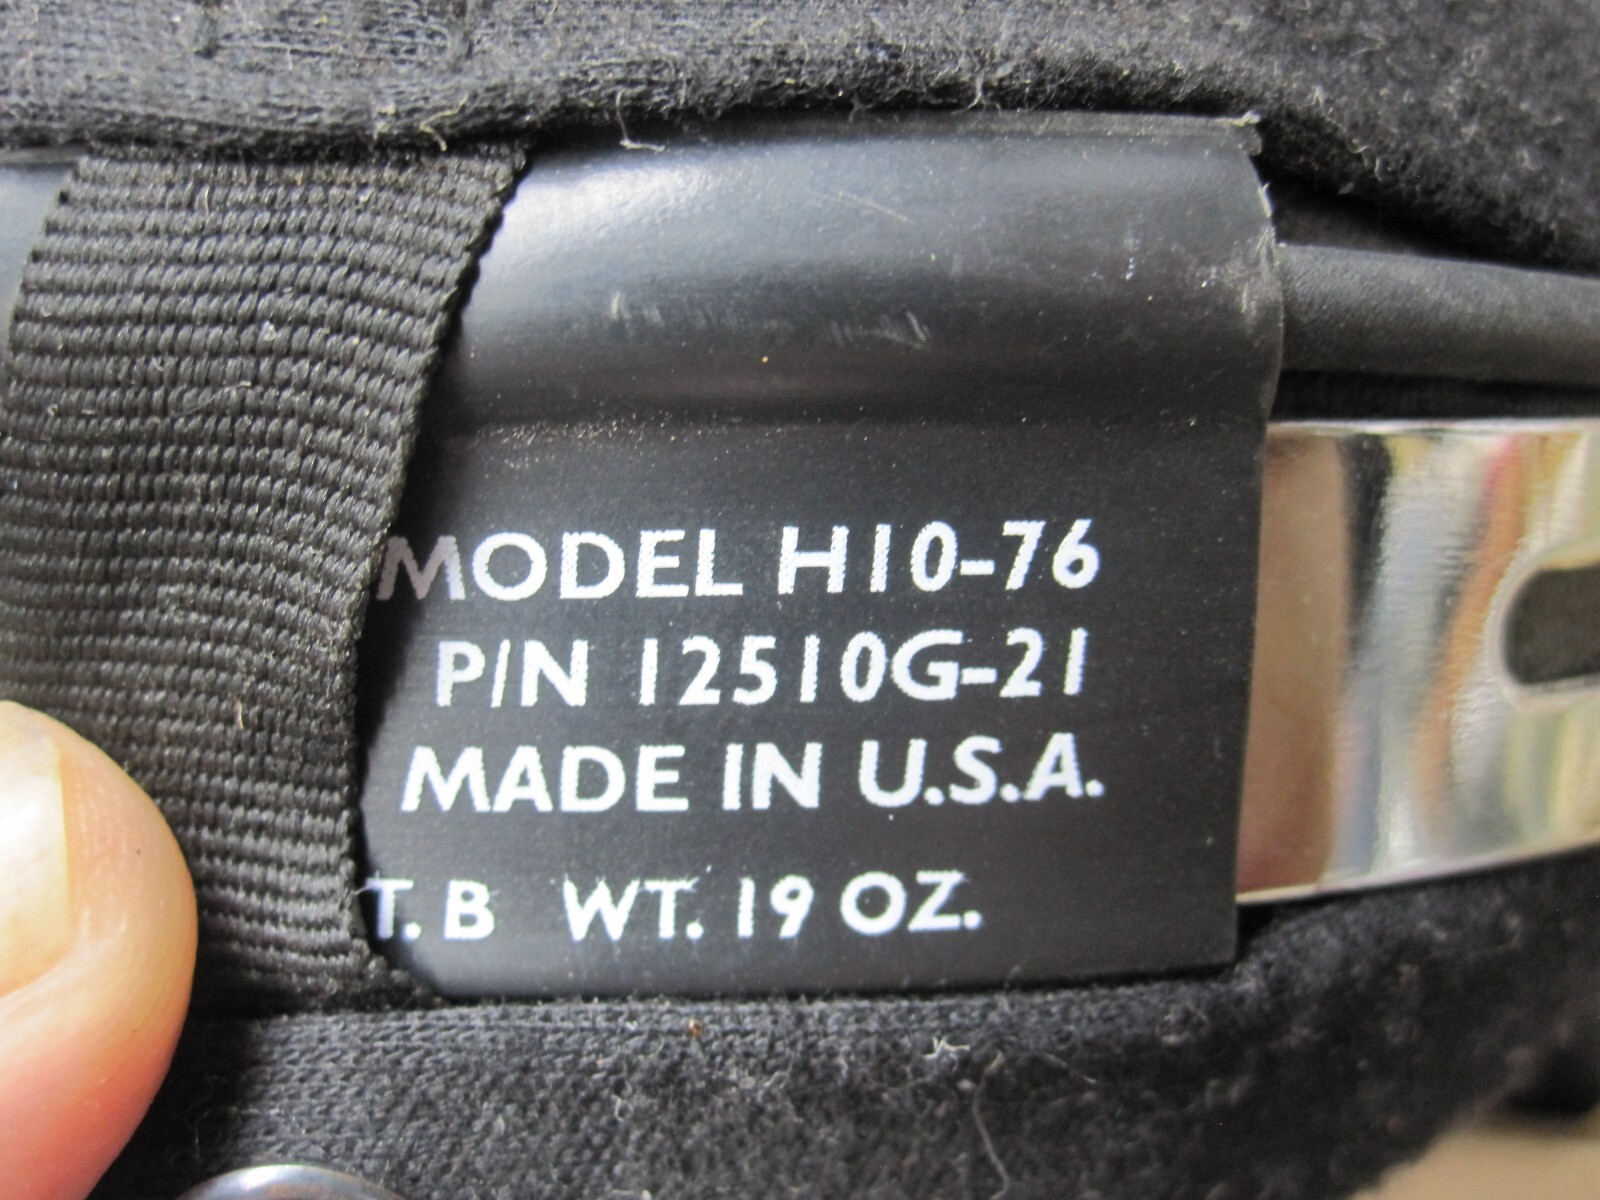 MODEL H10-76
P/N 12510G-21
MADE IN U.S.A.
T. B WT. 19 OZ.